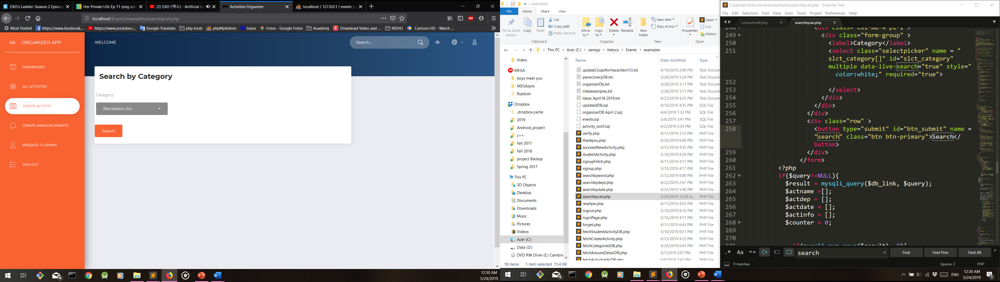 EXO's Ladder: Season 2 Episod
Her Private Life Ep 11 (eng sub)
(2) EXO (엑소) - Artificial Lo
Activities Organizer
localhost / 127.0.0.1 / events | p
localhost/Events/examples/searchbycat.php
Most Visited
https://www.facebook....
https://www.youtube.c...
Google Translate
php tools
phpMyAdmin
trains
Fotos - Google Fotos
Academy
Download Video and ...
NDHU
Cartoon HD - Watch ...
SA ORGANIZER APP
DASHBOARD
ALL ACTIVITIES
CREATE ACTIVITY
CREATE ANNOUNCEMENTS
MESSAGE TO ADMIN
SIGN OUT
WELCOME
Search...
Search by Category
Category
Recreation, Art
Search
12:30 AM
5/24/2019
examples
File Home Share View
Pin to Quick access
Copy
Paste
Cut
Copy path
Paste shortcut
Clipboard
Move to
Copy to
Delete
Rename
Organize
New folder
New item
Easy access
New
Properties
Open
Edit
History
Open
This PC > Acer (C:) > xampp > htdocs > Events > examples
Video
MEGA
boys meet you
MEGAsync
Rubbish
Dropbox
.dropbox.cache
2019
Android_project
c++
Fall 2017
Fall 2018
project Backup
Spring 2017
This PC
3D Objects
Desktop
Documents
Downloads
Music
Pictures
Videos
Acer (C:)
Data (D:)
DVD RW Drive (E:) Cambric
Name Date modified Type
updateCosasPorHacerAbril13.txt 4/19/2019 2:40 PM Text Docum
pwrecoveryDB.txt 3/28/2019 5:24 PM Text Docum
organizerDb.txt 3/28/2019 3:11 PM Text Docum
linkdesamples.txt 3/28/2019 3:11 PM Text Docum
Ideas April18 2019.txt 4/23/2019 4:23 PM Text Docum
updatedDB.sql 4/10/2019 4:35 PM SQL File
organizerDB April 2.sql 4/4/2019 1:32 PM SQL File
events.sql 5/8/2019 3:47 PM SQL File
activity_notif.sql 4/2/2019 2:54 PM SQL File
verify.php 4/11/2019 3:12 PM PHP File
thankyou.php 4/20/2019 6:40 PM PHP File
succeedNewActivity.php 5/15/2019 4:35 PM PHP File
studentActivity.php 5/10/2019 8:29 PM PHP File
signupFetch.php 4/11/2019 4:11 PM PHP File
signup.php 5/15/2019 4:17 PM PHP File
searchbyword.php 5/12/2019 6:00 PM PHP File
searchbydept.php 4/22/2019 2:47 PM PHP File
searchbydate.php 4/22/2019 5:40 PM PHP File
searchbycat.php 5/24/2019 12:30 A... PHP File
resetpw.php 4/11/2019 4:53 PM PHP File
logout.php 5/10/2019 8:16 PM PHP File
loginPage.php 5/15/2019 4:17 PM PHP File
forget.php 4/11/2019 6:43 PM PHP File
fetchStudentActivityDB.php 5/10/2019 8:31 PM PHP File
fetchCreateActivity.php 4/23/2019 4:25 PM PHP File
fetchCategoriesDB.php 4/20/2019 6:41 PM PHP File
fetchAnounsDetailDB.php 5/7/2019 2:07 PM PHP File
fetchActivityInfoDB.php 5/8/2019 3:47 PM PHP File
59 items 1 item selected 15.4 KB
C:\xampp\htdocs\Events\examples\searchbycat.php - Sublime Text
File Edit Selection Find View Goto Tools Project Preferences Help
contactstaff.php
searchbycat.php
248 <div class="col-md-4 pl-1">
249 <div class="form-group" >
250 <label>Category</label>
251 <select class="selectpicker" name = "
slct_category[]" id="slct_category"
multiple data-live-search="true" style="
color:white;" required="true">
252
253 </select>
254 </div>
255 </div>
256 </div>
257 <div class="row" >
258 <button type="submit" id="btn_submit" name =
"search" class="btn btn-primary">Search</
button>
259 </div>
260 </form>
261 <?php
262 if($query!=NULL){
263 $result = mysqli_query($db_link, $query);
264 $actname =[];
265 $actdep = [];
266 $actdate = [];
267 $actinfo = [];
268 $counter = 0;
269
270
271 if(mysqli_num_rows($result) 0){
.* Aa search Find Find Prev Find All
9 matches Spaces: 2 PHP
ENG
12:30 AM
5/24/2019